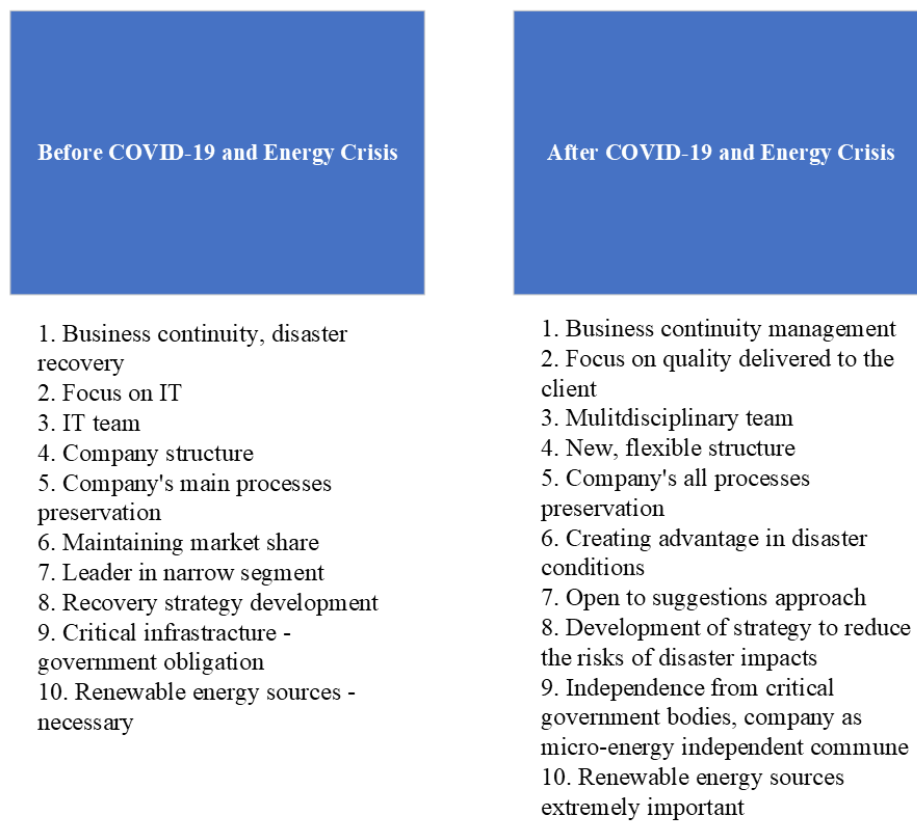 Before COVID-19 and Energy Crisis
1. Business continuity, disaster
recovery
2. Focus on IT
3. IT team
4. Company structure
5. Company's main processes
preservation
6. Maintaining market share
7. Leader in narrow segment
8. Recovery strategy development
9. Critical infrastracture -
government obligation
10. Renewable energy sources -
necessary
After COVID-19 and Energy Crisis
1. Business continuity management
2. Focus on quality delivered to the
client
3. Mulitdisciplinary team
4. New, flexible structure
5. Company's all processes
preservation
6. Creating advantage in disaster
conditions
7. Open to suggestions approach
8. Development of strategy to reduce
the risks of disaster impacts
9. Independence from critical
government bodies, company as
micro-energy independent commune
10. Renewable energy sources
extremely important